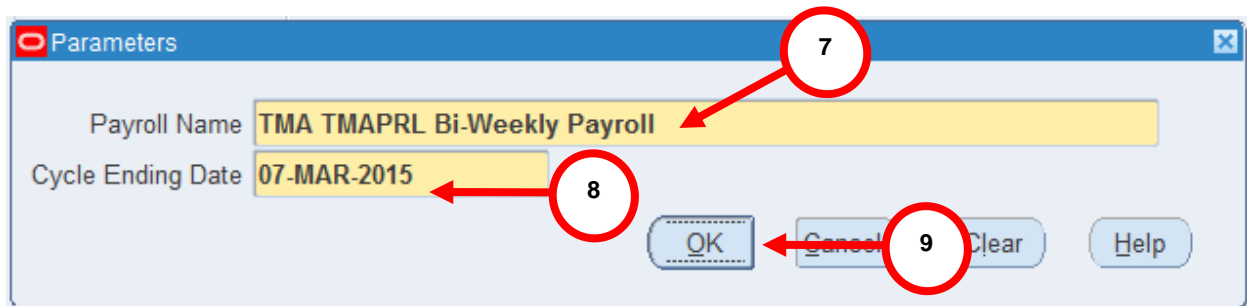 Parameters
7
Payroll Name TMA TMAPRL Bi-Weekly Payroll
Cycle Ending Date 07-MAR-2015
8
OK Cancel 9 Clear Help